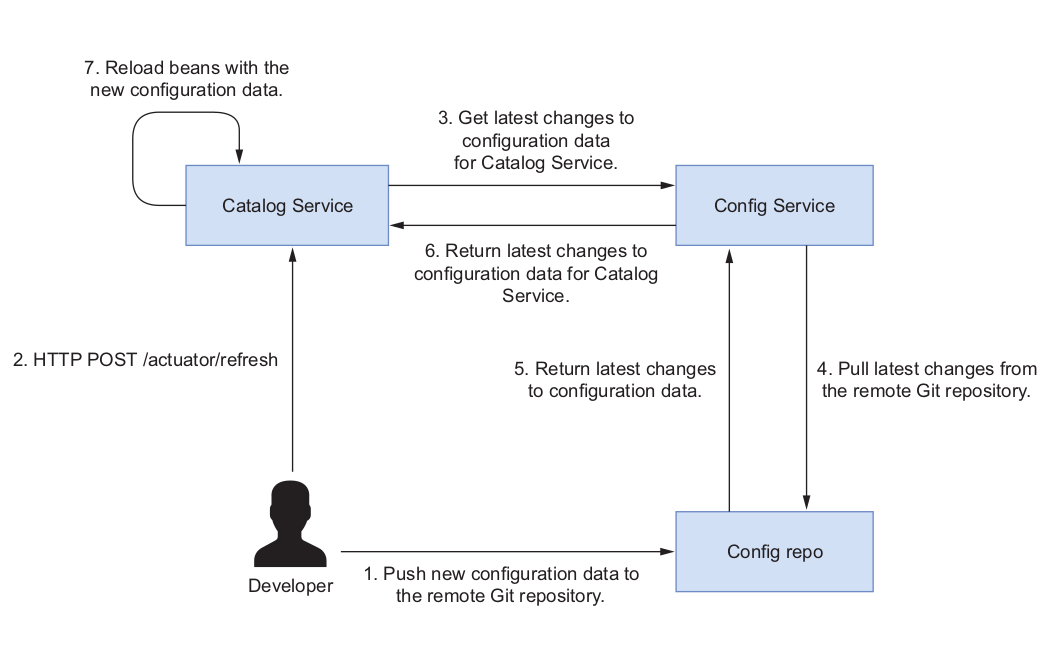 7. Reload beans with the
new configuration data.
3. Get latest changes to
configuration data
for Catalog Service.
Catalog Service
Config Service
6. Return latest changes to
configuration data for Catalog
Service.
2. HTTP POST /actuator/refresh
5. Return latest changes
to configuration data.
4. Pull latest changes from
the remote Git repository.
Config repo
Developer
1. Push new configuration data to
the remote Git repository.